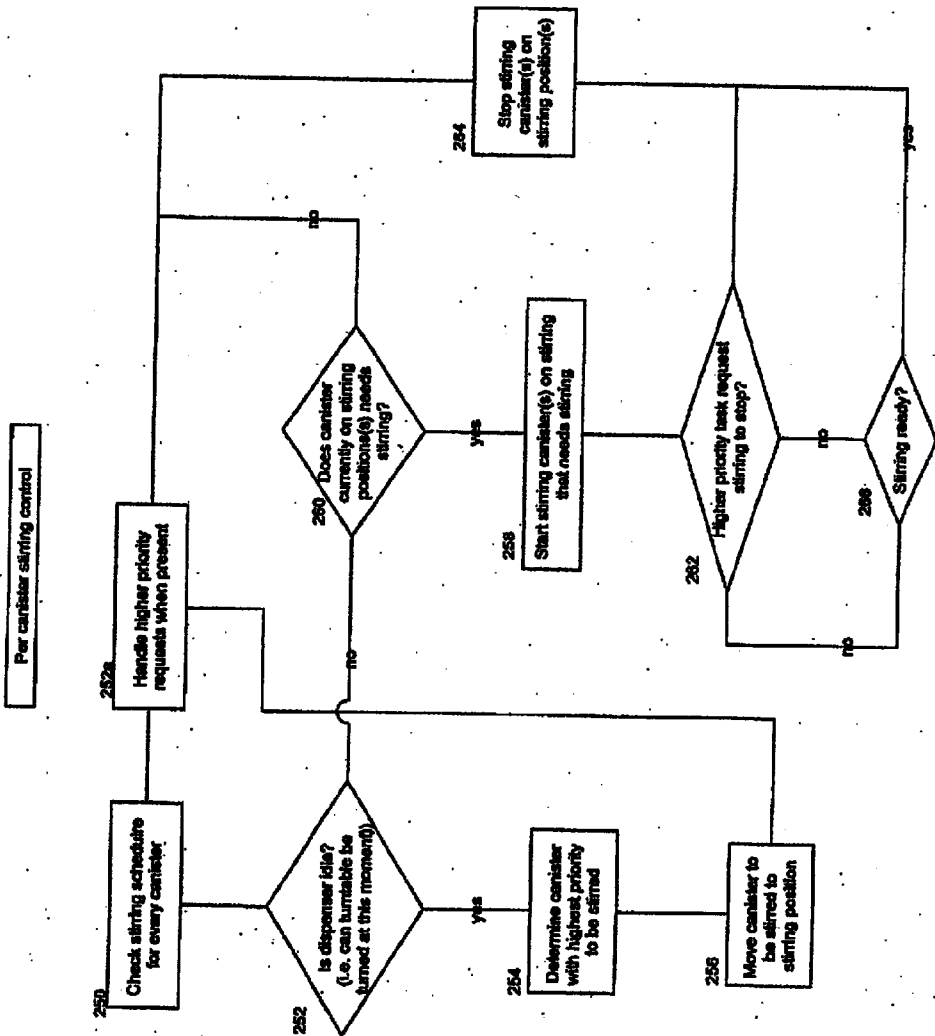 Per canister stirring control
250
Check stirring schedulre
for every canister
252a
Handle higher priority
requests when present
252
Is dispenser idle?
(i.e. can turntable be
turned at this moment))
no
yes
260
Does canister
currently on stirring
positions(s) needs
stirring?
no
yes
254
Determine canister
with highest priority
to be stirred
256
Move canister to
be stirred to
stirring position
258
Start stirring canister(s) on stirring
that needs stirring
262
Higher priority task request
stirring to stop?
no
no
266
Stirring ready?
yes
264
Stop stirring
canister(s) on
stirring position(s)